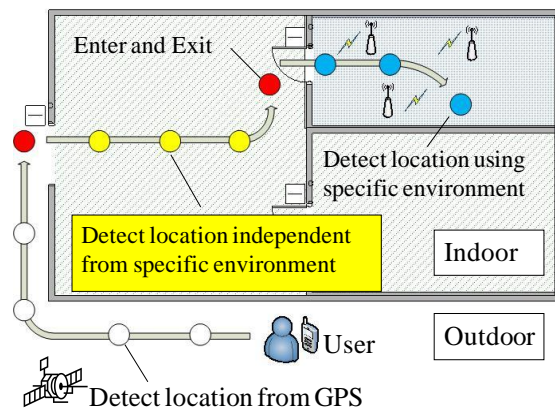 Enter and Exit
Detect location using
specific environment
Detect location independent
from specific environment
Indoor
Outdoor
User
Detect location from GPS